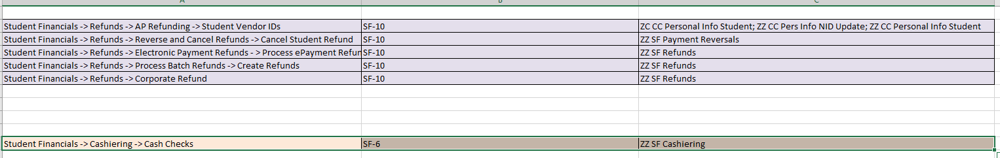 A B C
Student Financials -> Refunds -> AP Refunding -> Student Vendor IDs SF-10 ZC CC Personal Info Student; ZZ CC Pers Info NID Update; ZZ CC Personal Info Student
Student Financials -> Refunds -> Reverse and Cancel Refunds -> Cancel Student Refund SF-10 ZZ SF Payment Reversals
Student Financials -> Refunds -> Electronic Payment Refunds - > Process ePayment Refun SF-10 ZZ SF Refunds
Student Financials -> Refunds -> Process Batch Refunds -> Create Refunds SF-10 ZZ SF Refunds
Student Financials -> Refunds -> Corporate Refund SF-10 ZZ SF Refunds
Student Financials -> Cashiering -> Cash Checks SF-6 ZZ SF Cashiering